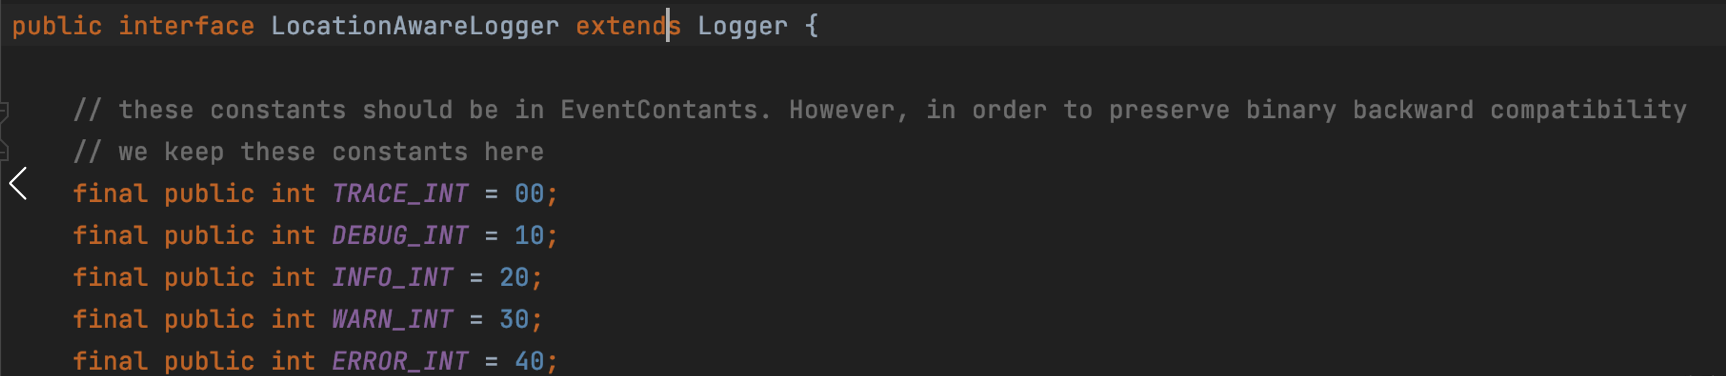 public interface LocationAwareLogger extends Logger {
// these constants should be in EventContants. However, in order to preserve binary backward compatibility
// we keep these constants here
final public int TRACE_INT = 00;
final public int DEBUG_INT = 10;
final public int INFO_INT = 20;
final public int WARN_INT = 30;
final public int ERROR_INT = 40;